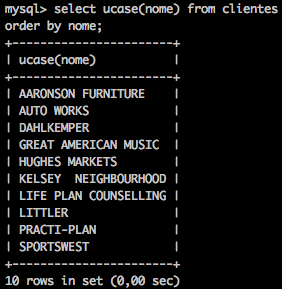 mysql> select ucase(nome) from clientes
order by nome;
+------------------------+
| ucase(nome)            |
+------------------------+
| AARONSON FURNITURE     |
| AUTO WORKS             |
| DAHLKEMPER             |
| GREAT AMERICAN MUSIC   |
| HUGHES MARKETS         |
| KELSEY  NEIGHBOURHOOD  |
| LIFE PLAN COUNSELLING  |
| LITTLER                |
| PRACTI-PLAN            |
| SPORTSWEST             |
+------------------------+
10 rows in set (0,00 sec)